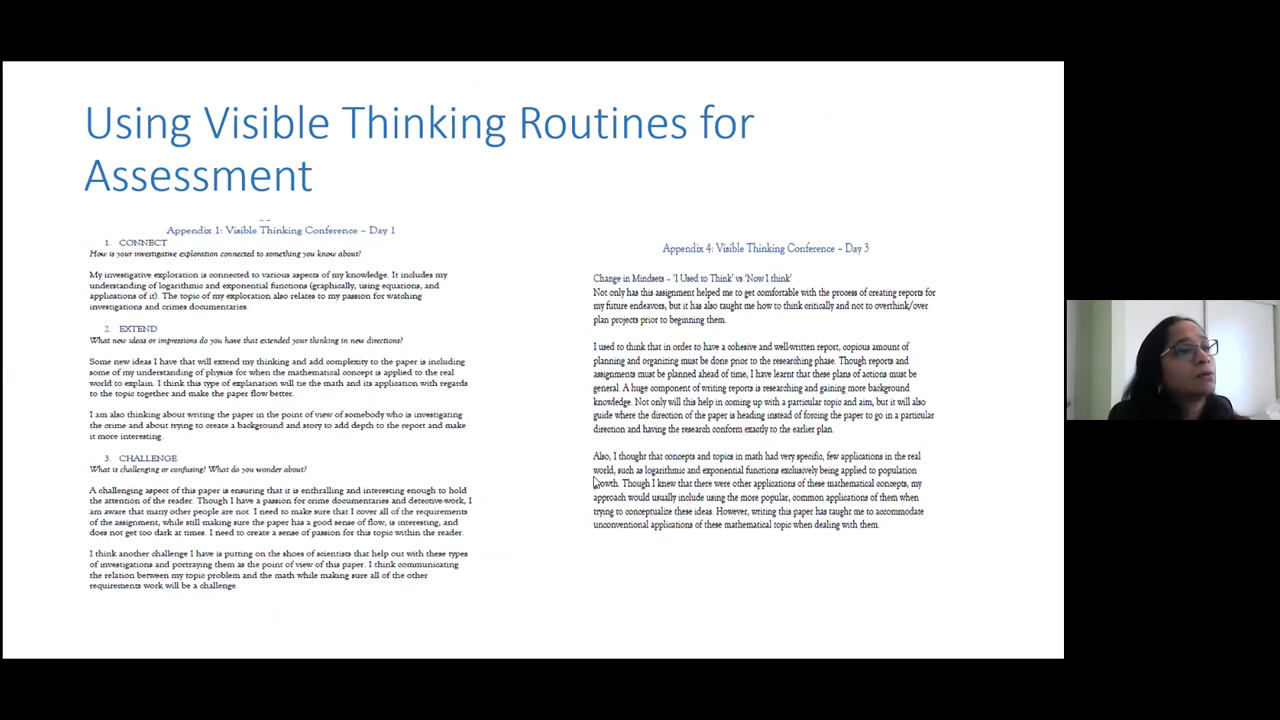 Using Visible Thinking Routines for
Assessment
Appendix 1: Visible Thinking Conference – Day 1
1. CONNECT
How is your investigative exploration connected to something you know about?
My investigative exploration is connected to various aspects of my knowledge. It includes my
understanding of logarithmic and exponential functions (graphically, using equations, and
applications of it). The topic of my exploration also relates to my passion for watching
investigations and crimes documentaries.
2. EXTEND
What new ideas or impressions do you have that extended your thinking in new directions?
Some new ideas I have that will extend my thinking and add complexity to the paper is including
some of my understanding of physics for when the mathematical concept is applied to the real
world to explain. I think this type of explanation will tie the math and its application with regards
to the topic together and make the paper flow better.
I am also thinking about writing the paper in the point of view of somebody who is investigating
the crime and about trying to create a background and story to add depth to the report and make
it more interesting.
3. CHALLENGE
What is challenging or confusing? What do you wonder about?
A challenging aspect of this paper is ensuring that it is enthralling and interesting enough to hold
the attention of the reader. Though I have a passion for crime documentaries and detective-work, I
am aware that many other people are not. I need to make sure that I cover all of the requirements
of the assignment, while still making sure the paper has a good sense of flow, is interesting, and
does not get too dark at times. I need to create a sense of passion for this topic within the reader.
I think another challenge I have is putting on the shoes of scientists that help out with these types
of investigations and portraying them as the point of view of this paper. I think communicating
the relation between my topic problem and the math while making sure all of the other
requirements work will be a challenge.
Appendix 4: Visible Thinking Conference – Day 3
Change in Mindsets – 'I Used to Think' vs 'Now I think'
Not only has this assignment helped me to get comfortable with the process of creating reports for
my future endeavors, but it has also taught me how to think critically and not to overthink/over
plan projects prior to beginning them.
I used to think that in order to have a cohesive and well-written report, copious amount of
planning and organizing must be done prior to the researching phase. Though reports and
assignments must be planned ahead of time, I have learnt that these plans of actions must be
general. A huge component of writing reports is researching and gaining more background
knowledge. Not only will this help in coming up with a particular topic and aim, but it will also
guide where the direction of the paper is heading instead of forcing the paper to go in a particular
direction and having the research conform exactly to the earlier plan.
Also, I thought that concepts and topics in math had very specific, few applications in the real
world, such as logarithmic and exponential functions exclusively being applied to population
growth. Though I knew that there were other applications of these mathematical concepts, my
approach would usually include using the more popular, common applications of them when
trying to conceptualize these ideas. However, writing this paper has taught me to accommodate
unconventional applications of these mathematical topic when dealing with them.